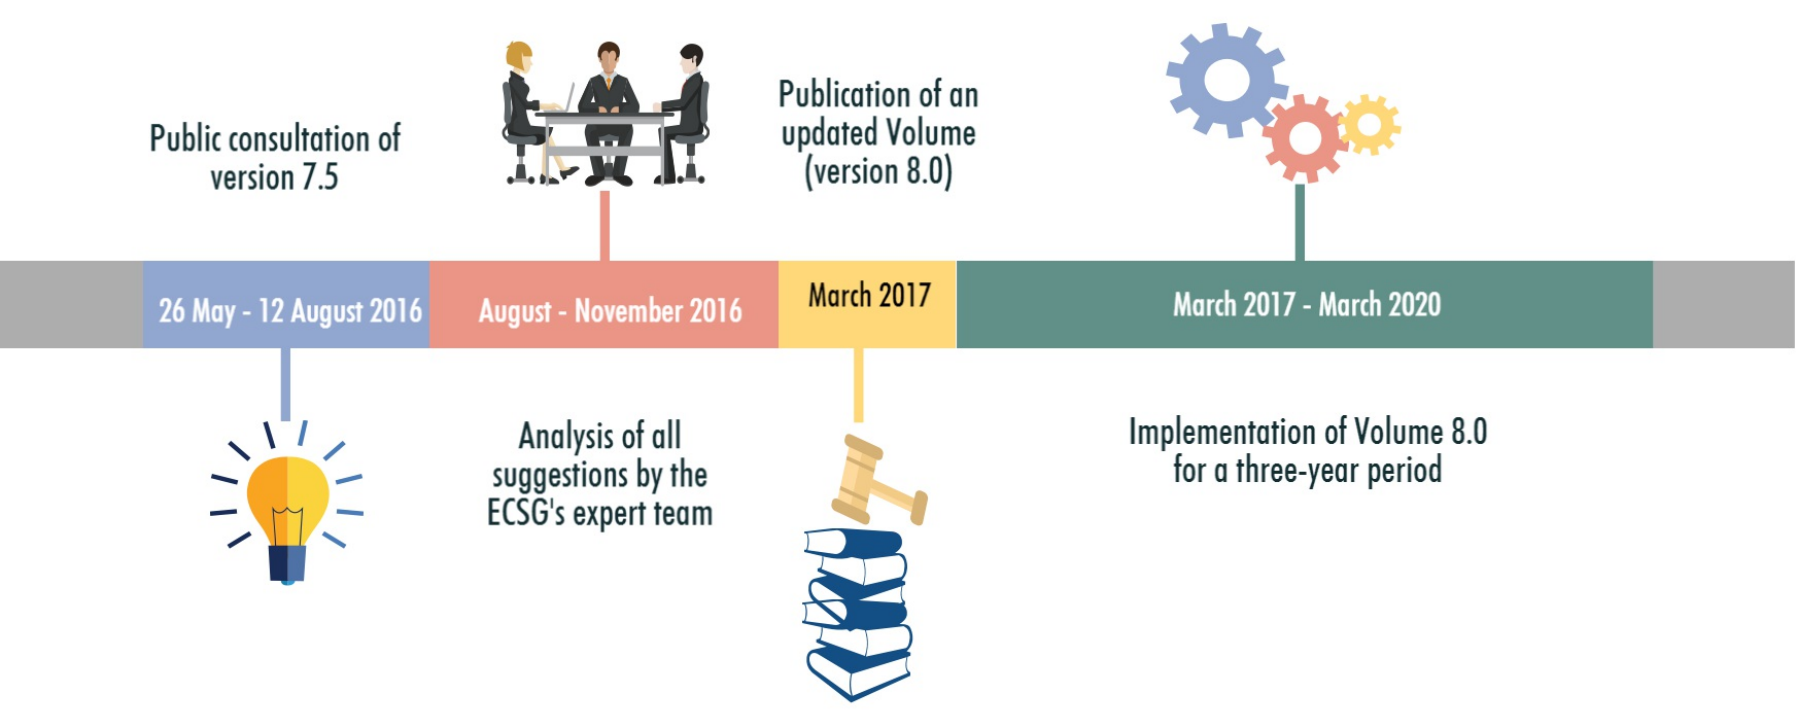 Public consultation of
version 7.5
Publication of an
updated Volume
(version 8.0)
26 May - 12 August 2016
August - November 2016
March 2017
March 2017 - March 2020
Analysis of all
suggestions by the
ECSG's expert team
Implementation of Volume 8.0
for a three-year period